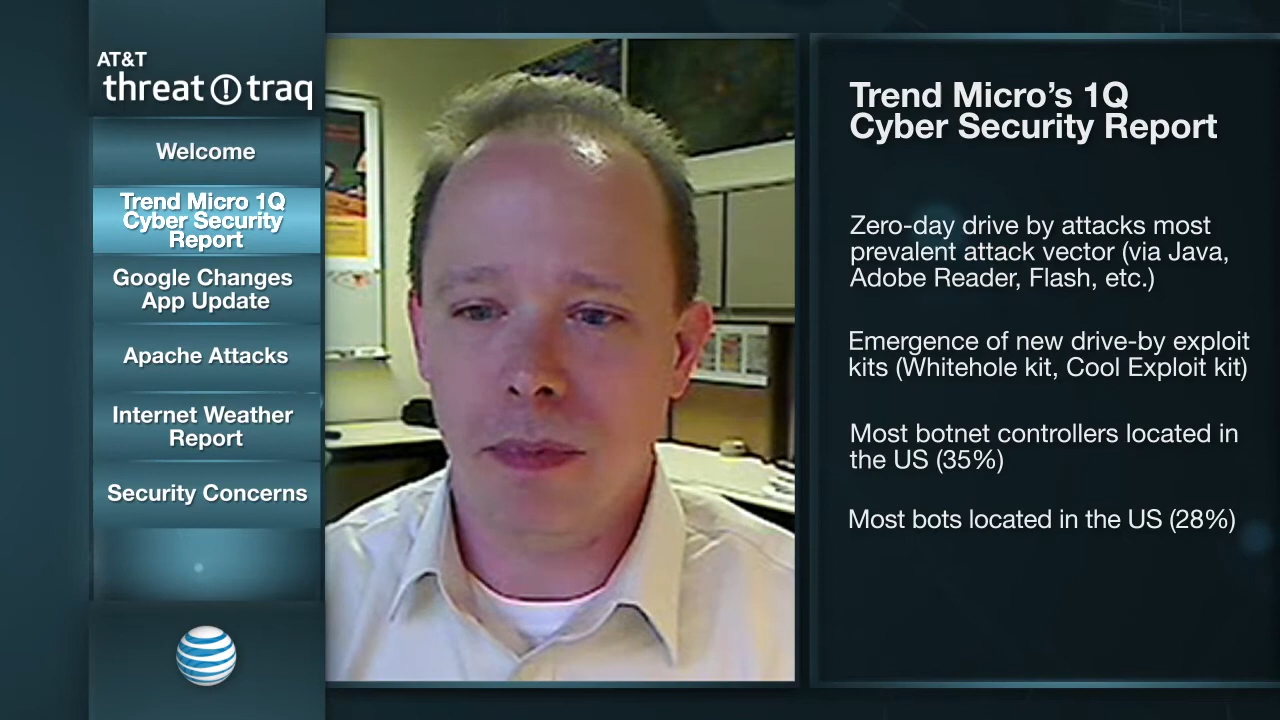 AT&T
threat traq
Welcome
Trend Micro 1Q
Cyber Security
Report
Google Changes
App Update
Apache Attacks
Internet Weather
Report
Security Concerns
Trend Micro's 1Q
Cyber Security Report
Zero-day drive by attacks most
prevalent attack vector (via Java,
Adobe Reader, Flash, etc.)
Emergence of new drive-by exploit
kits (Whitehole kit, Cool Exploit kit)
Most botnet controllers located in
the US (35%)
Most bots located in the US (28%)